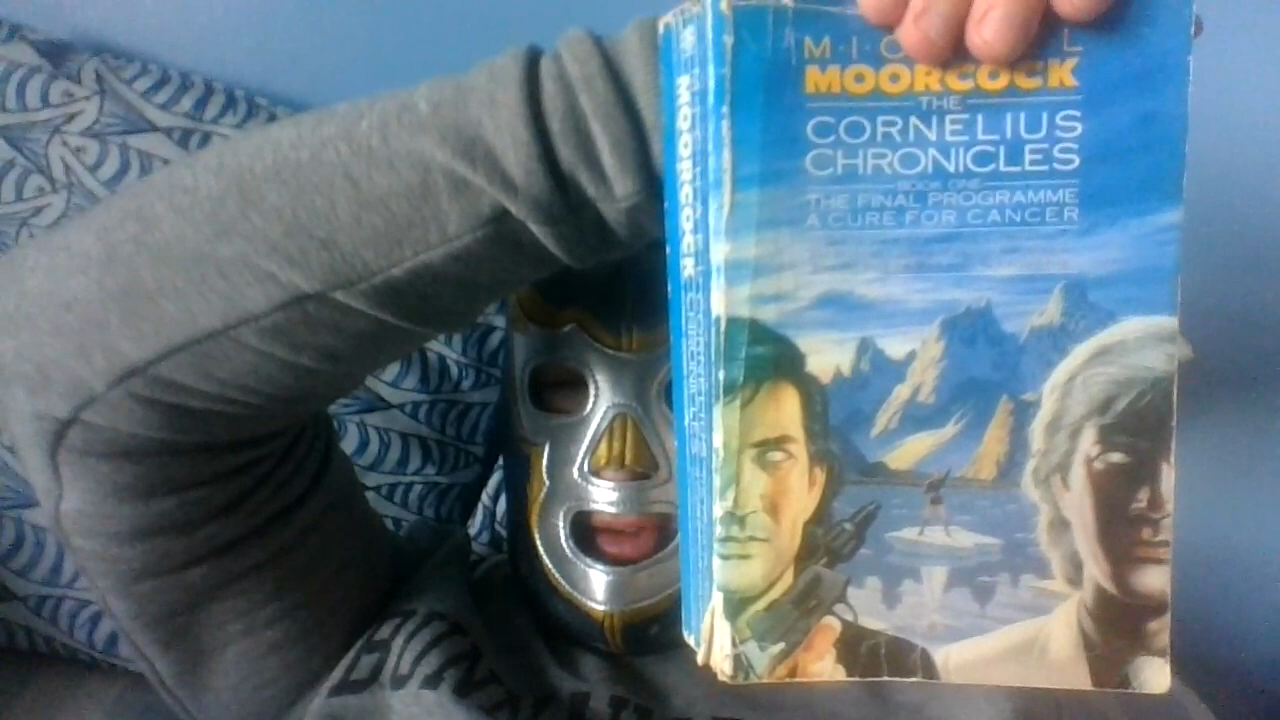 MOORCOCK
THE
CORNELIUS
CHRONICLES
BOOK ONE
THE FINAL PROGRAMME
A CURE FOR CANCER
MOORCOCK